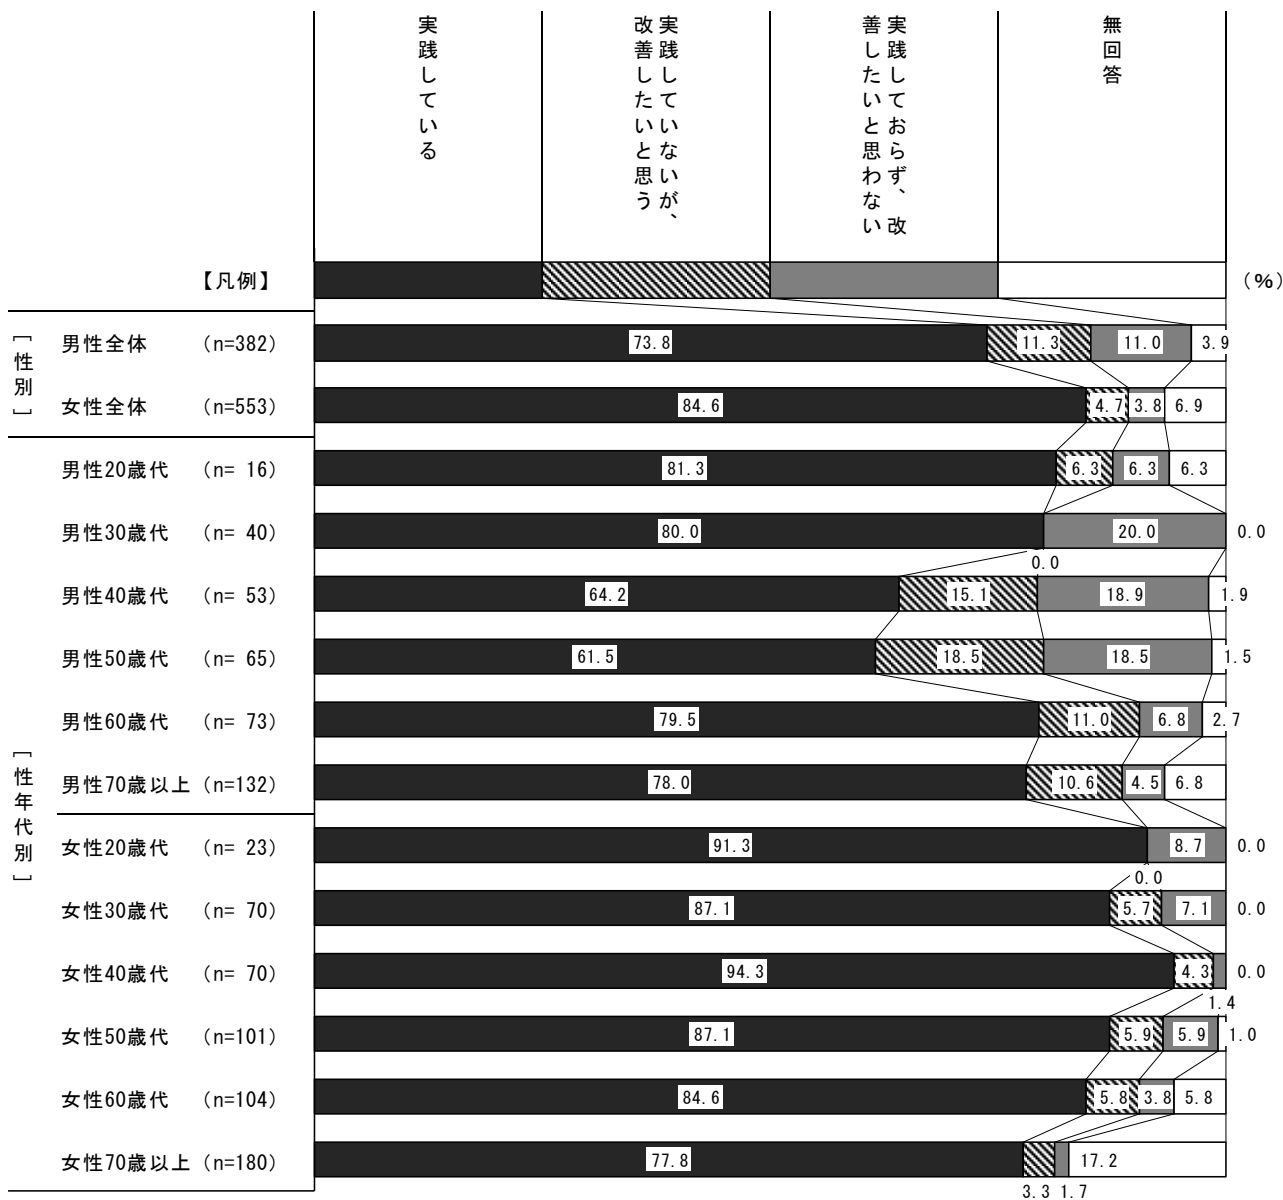 実践している
実践していないが、
改善したいと思う
実践しておらず、改
善したいと思わない
無回答
【凡例】
(%)
[性別]
男性全体 (n=382) 73.8 11.3 11.0 3.9
女性全体 (n=553) 84.6 4.7 3.8 6.9
[性年代別]
男性20歳代 (n= 16) 81.3 6.3 6.3 6.3
男性30歳代 (n= 40) 80.0 20.0 0.0
0.0
男性40歳代 (n= 53) 64.2 15.1 18.9 1.9
男性50歳代 (n= 65) 61.5 18.5 18.5 1.5
男性60歳代 (n= 73) 79.5 11.0 6.8 2.7
男性70歳以上 (n=132) 78.0 10.6 4.5 6.8
女性20歳代 (n= 23) 91.3 8.7 0.0
0.0
女性30歳代 (n= 70) 87.1 5.7 7.1 0.0
女性40歳代 (n= 70) 94.3 4.3 0.0
1.4
女性50歳代 (n=101) 87.1 5.9 5.9 1.0
女性60歳代 (n=104) 84.6 5.8 3.8 5.8
女性70歳以上 (n=180) 77.8 17.2
3.3 1.7